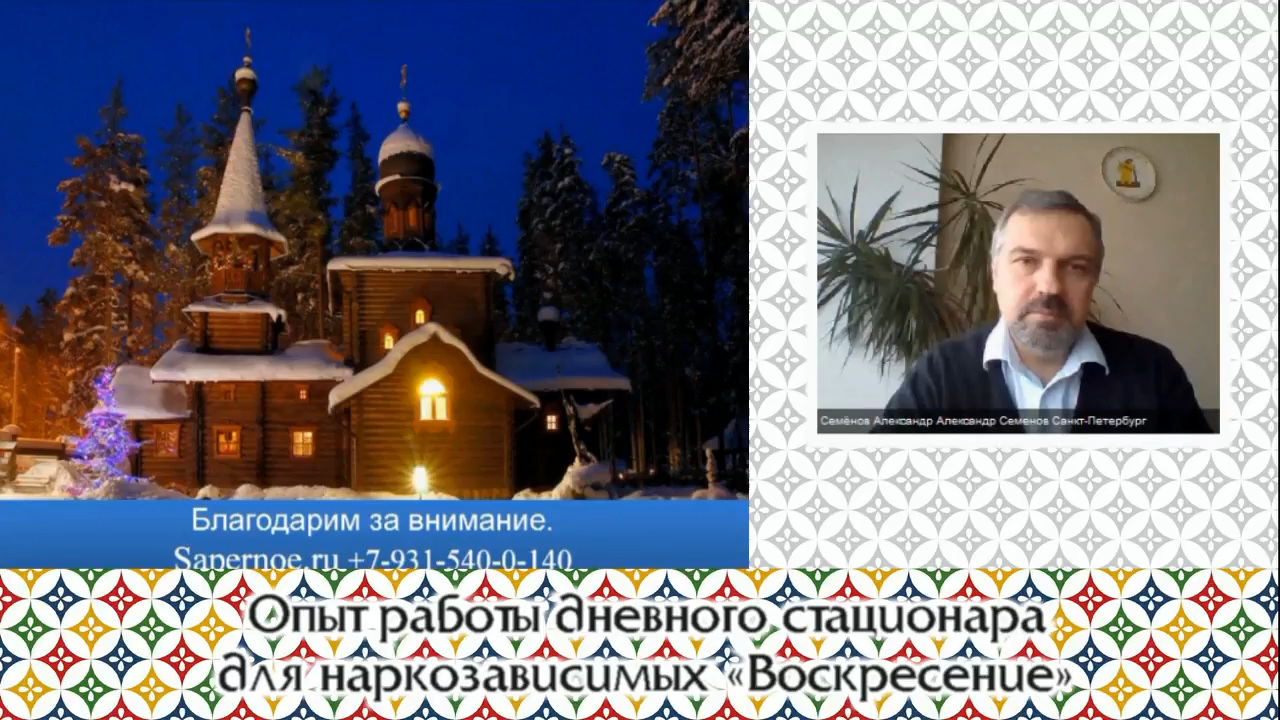 Благодарим за внимание.
Sapernoe.ru +7-931-540-0-140
Семёнов Александр Александр Семенов Санкт-Петербург
Опыт работы дневного стационара
для наркозависимых «Воскресение»